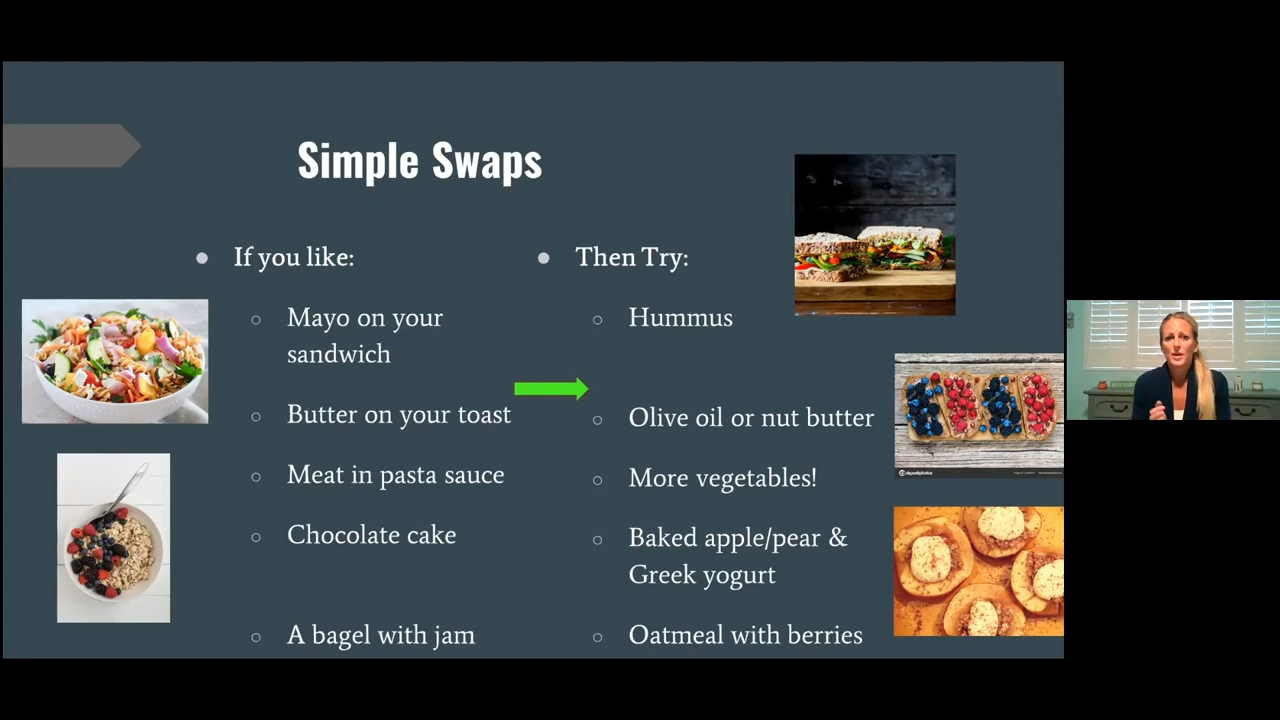 Simple Swaps
If you like:
Mayo on your
sandwich
Butter on your toast
Meat in pasta sauce
Chocolate cake
A bagel with jam
Then Try:
Hummus
Olive oil or nut butter
More vegetables!
Baked apple/pear &
Greek yogurt
Oatmeal with berries
depositphotos